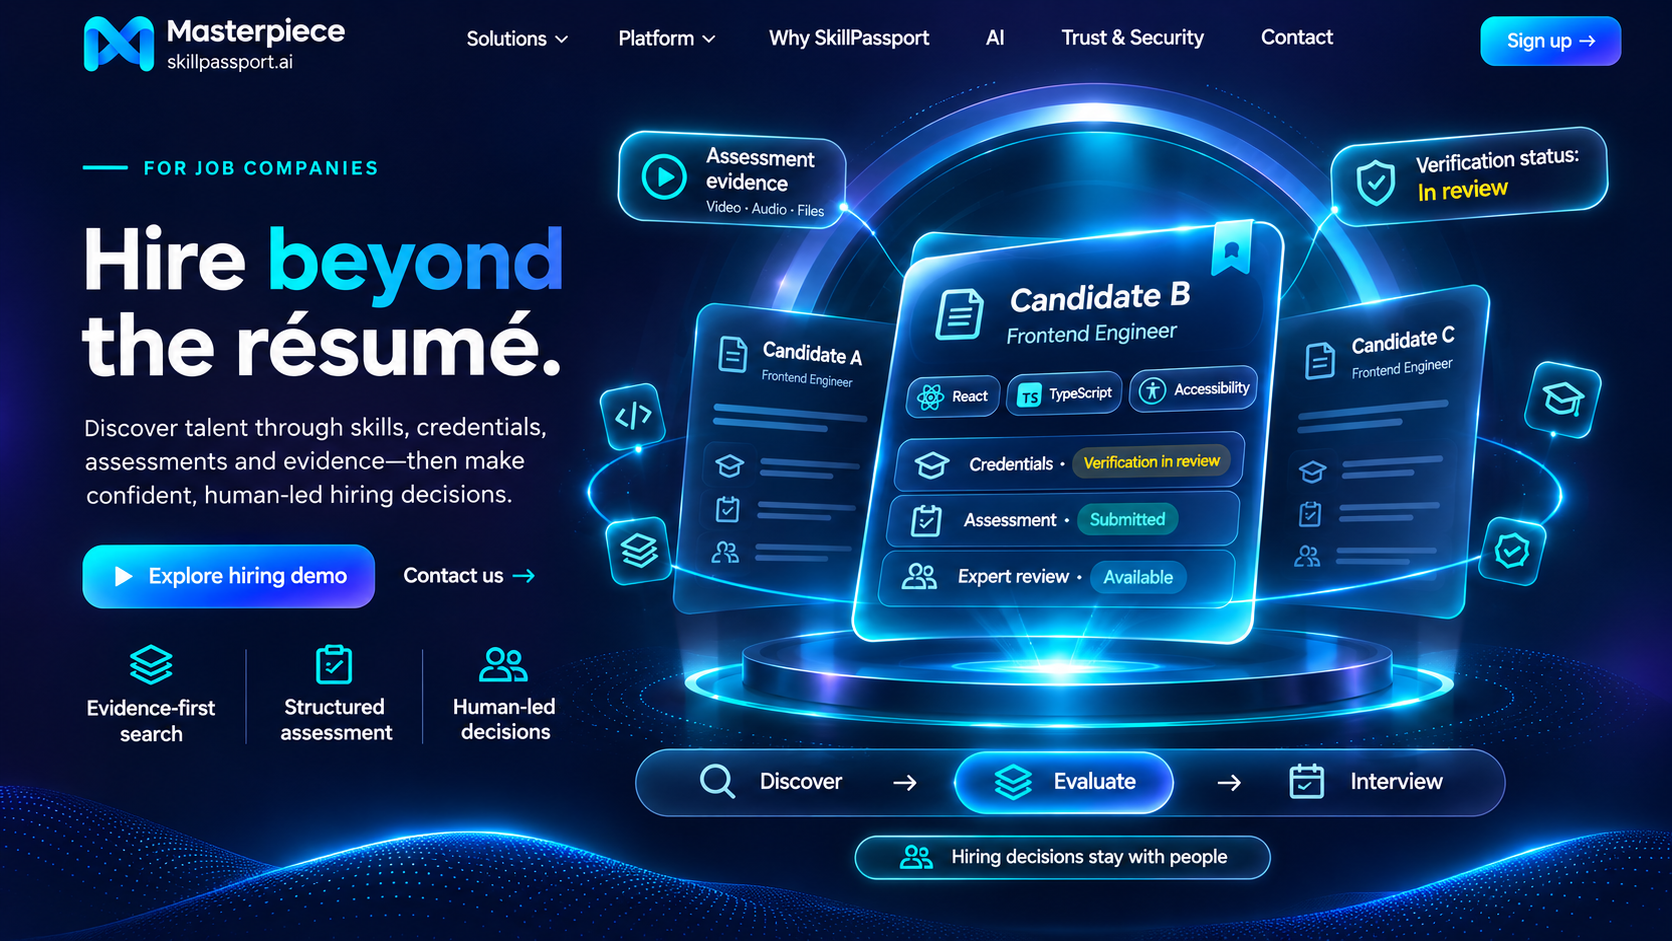 Masterpiece
skillpassport.ai
Solutions
Platform
Why SkillPassport
AI
Trust & Security
Contact
Sign up →
FOR JOB COMPANIES
Hire beyond
the résumé.
Discover talent through skills, credentials,
assessments and evidence—then make
confident, human-led hiring decisions.
Explore hiring demo
Contact us →
Evidence-first
search
Structured
assessment
Human-led
decisions
Assessment
evidence
Video · Audio · Files
Verification status:
In review
Candidate A
Frontend Engineer
Candidate B
Frontend Engineer
React
TS TypeScript
Accessibility
Credentials • Verification in review
Assessment • Submitted
Expert review • Available
Candidate C
Frontend Engineer
</>
Discover → Evaluate → Interview
Hiring decisions stay with people